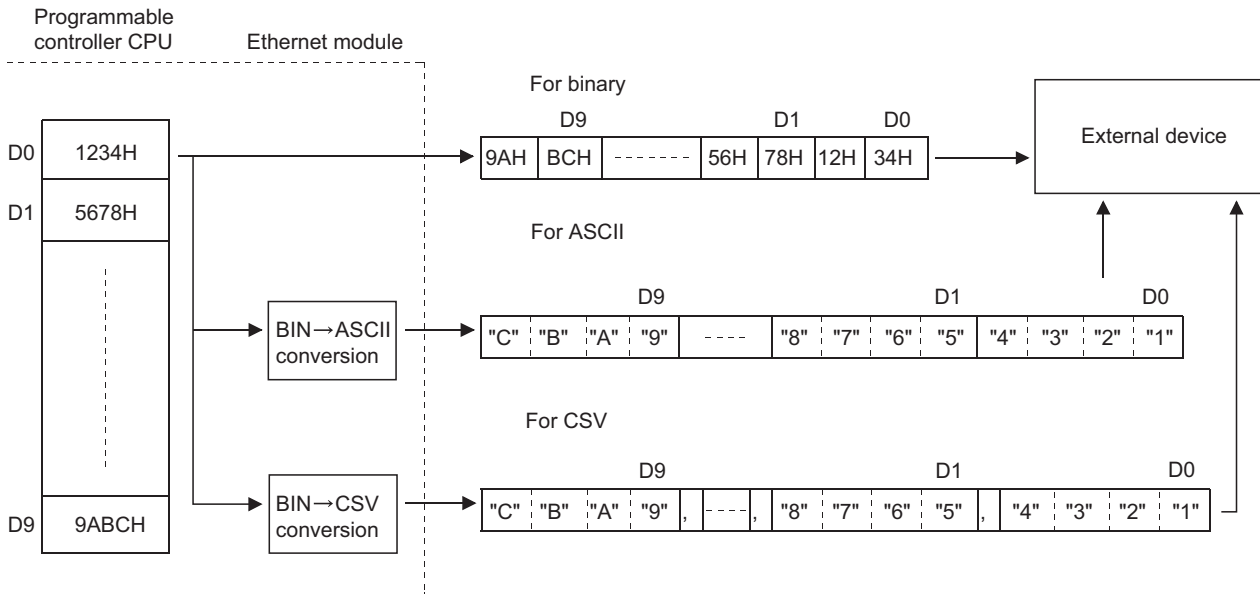 Programmable
controller CPU
Ethernet module
For binary
D9 D1 D0
9AH BCH 56H 78H 12H 34H
External device
D0 1234H
D1 5678H
For ASCII
D9 D1 D0
BIN→ASCII
conversion
"C" "B" "A" "9" "8" "7" "6" "5" "4" "3" "2" "1"
For CSV
D9 D1 D0
BIN→CSV
conversion
"C" "B" "A" "9" , , "8" "7" "6" "5" , "4" "3" "2" "1"
D9 9ABCH